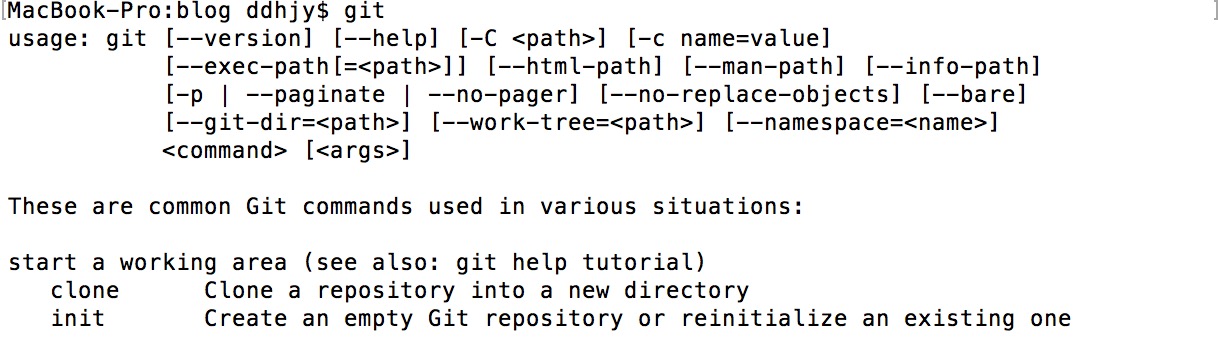 [MacBook-Pro:blog ddhjy$ git ]
usage: git [--version] [--help] [-C <path>] [-c name=value]
           [--exec-path[=<path>]] [--html-path] [--man-path] [--info-path]
           [-p | --paginate | --no-pager] [--no-replace-objects] [--bare]
           [--git-dir=<path>] [--work-tree=<path>] [--namespace=<name>]
           <command> [<args>]

These are common Git commands used in various situations:

start a working area (see also: git help tutorial)
   clone      Clone a repository into a new directory
   init       Create an empty Git repository or reinitialize an existing one